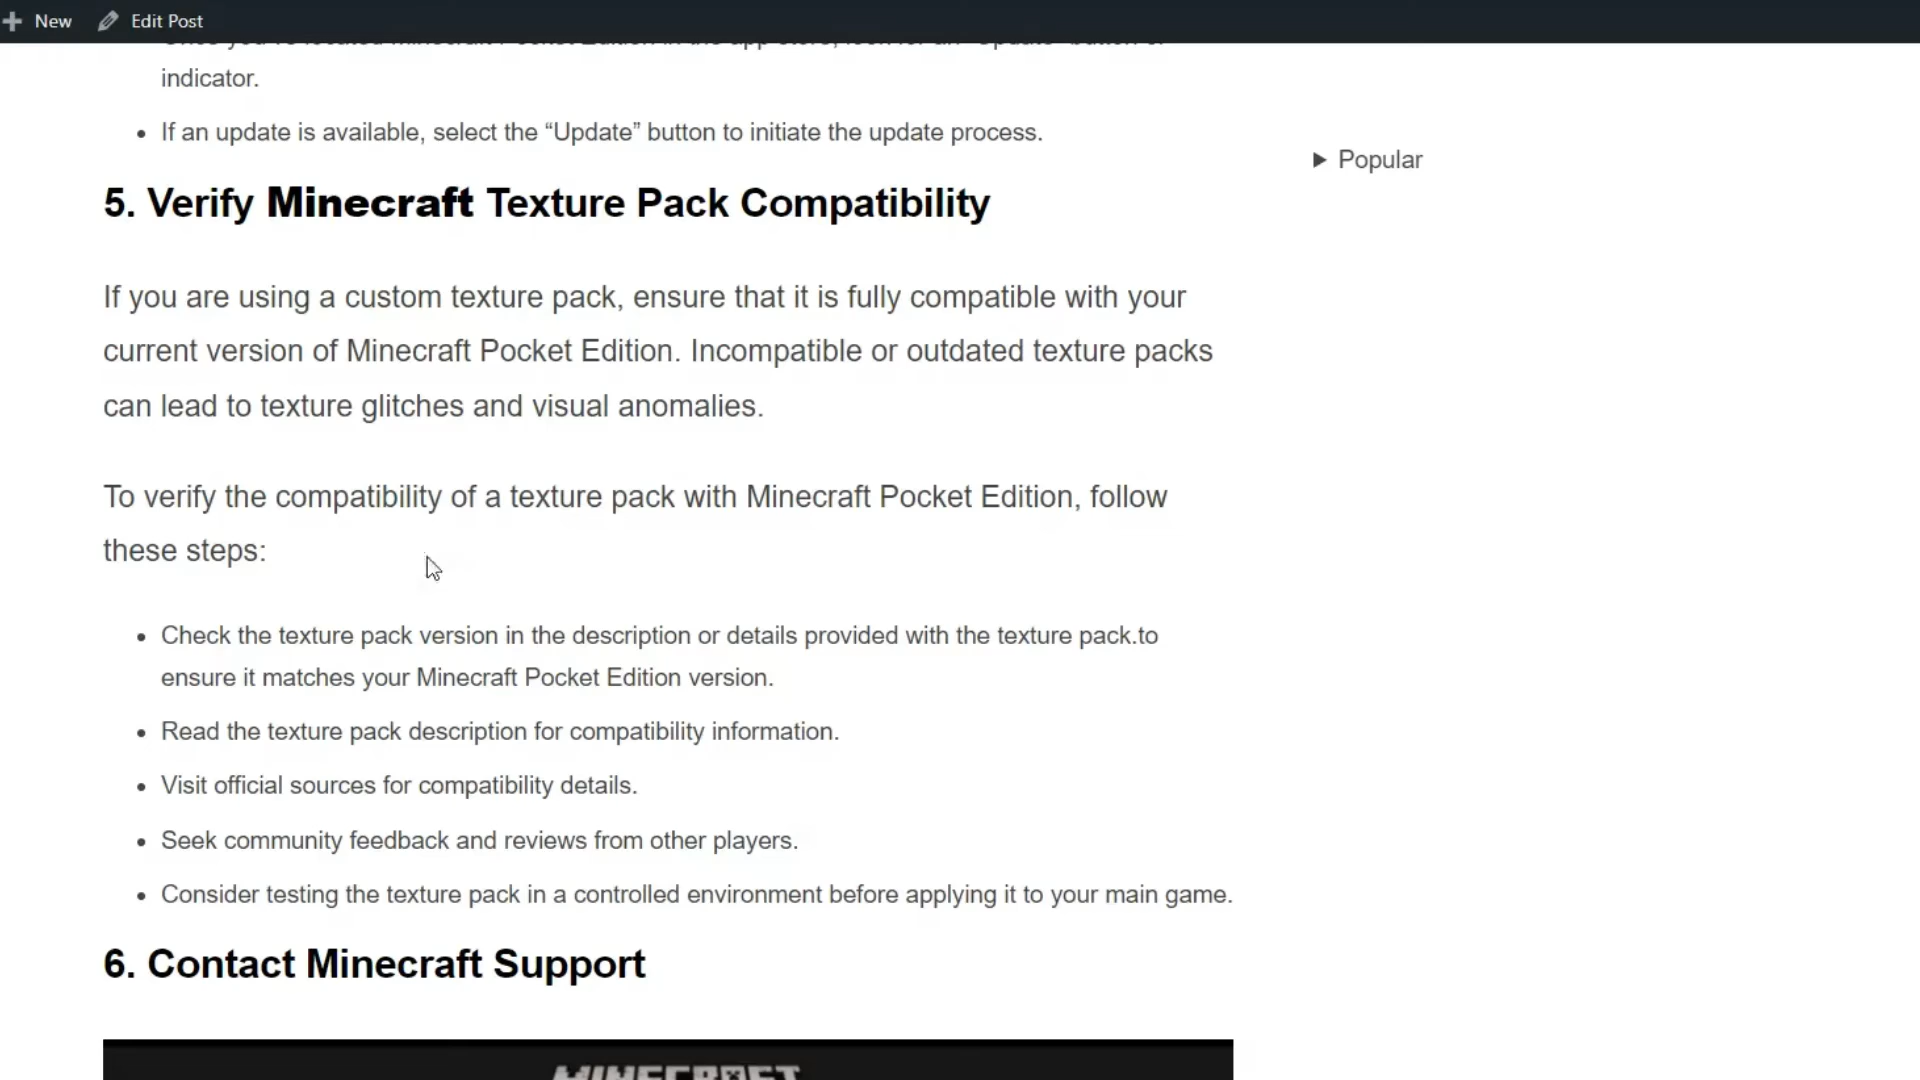 New Edit Post
indicator.
• If an update is available, select the “Update” button to initiate the update process.
Popular
5. Verify Minecraft Texture Pack Compatibility
If you are using a custom texture pack, ensure that it is fully compatible with your
current version of Minecraft Pocket Edition. Incompatible or outdated texture packs
can lead to texture glitches and visual anomalies.
To verify the compatibility of a texture pack with Minecraft Pocket Edition, follow
these steps:
• Check the texture pack version in the description or details provided with the texture pack.to
ensure it matches your Minecraft Pocket Edition version.
• Read the texture pack description for compatibility information.
• Visit official sources for compatibility details.
• Seek community feedback and reviews from other players.
• Consider testing the texture pack in a controlled environment before applying it to your main game.
6. Contact Minecraft Support
MINECRAFT